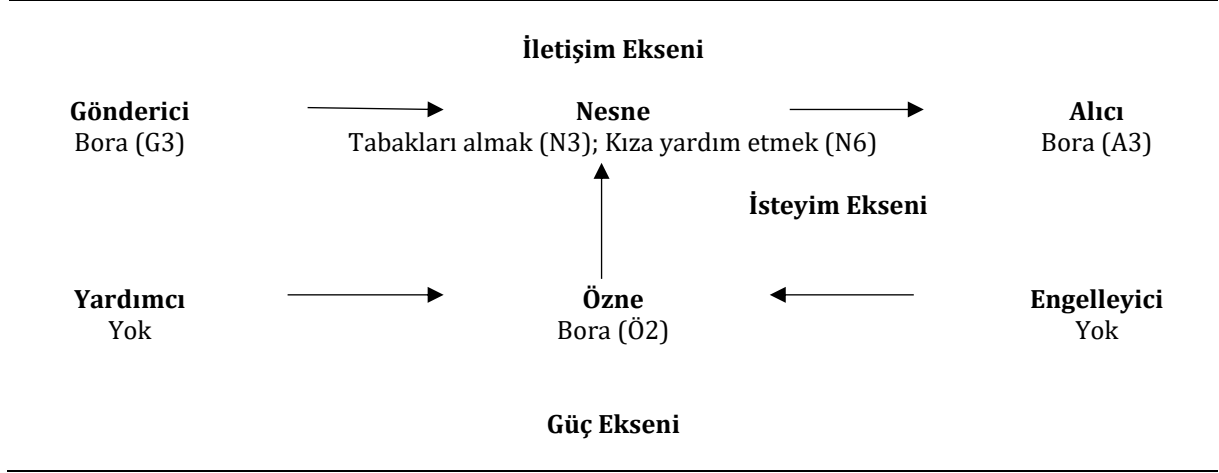 İletişim Ekseni
Gönderici Nesne Alıcı
Bora (G3) Tabakları almak (N3); Kıza yardım etmek (N6) Bora (A3)
İsteyim Ekseni
Yardımcı Özne Engelleyici
Yok Bora (Ö2) Yok
Güç Ekseni